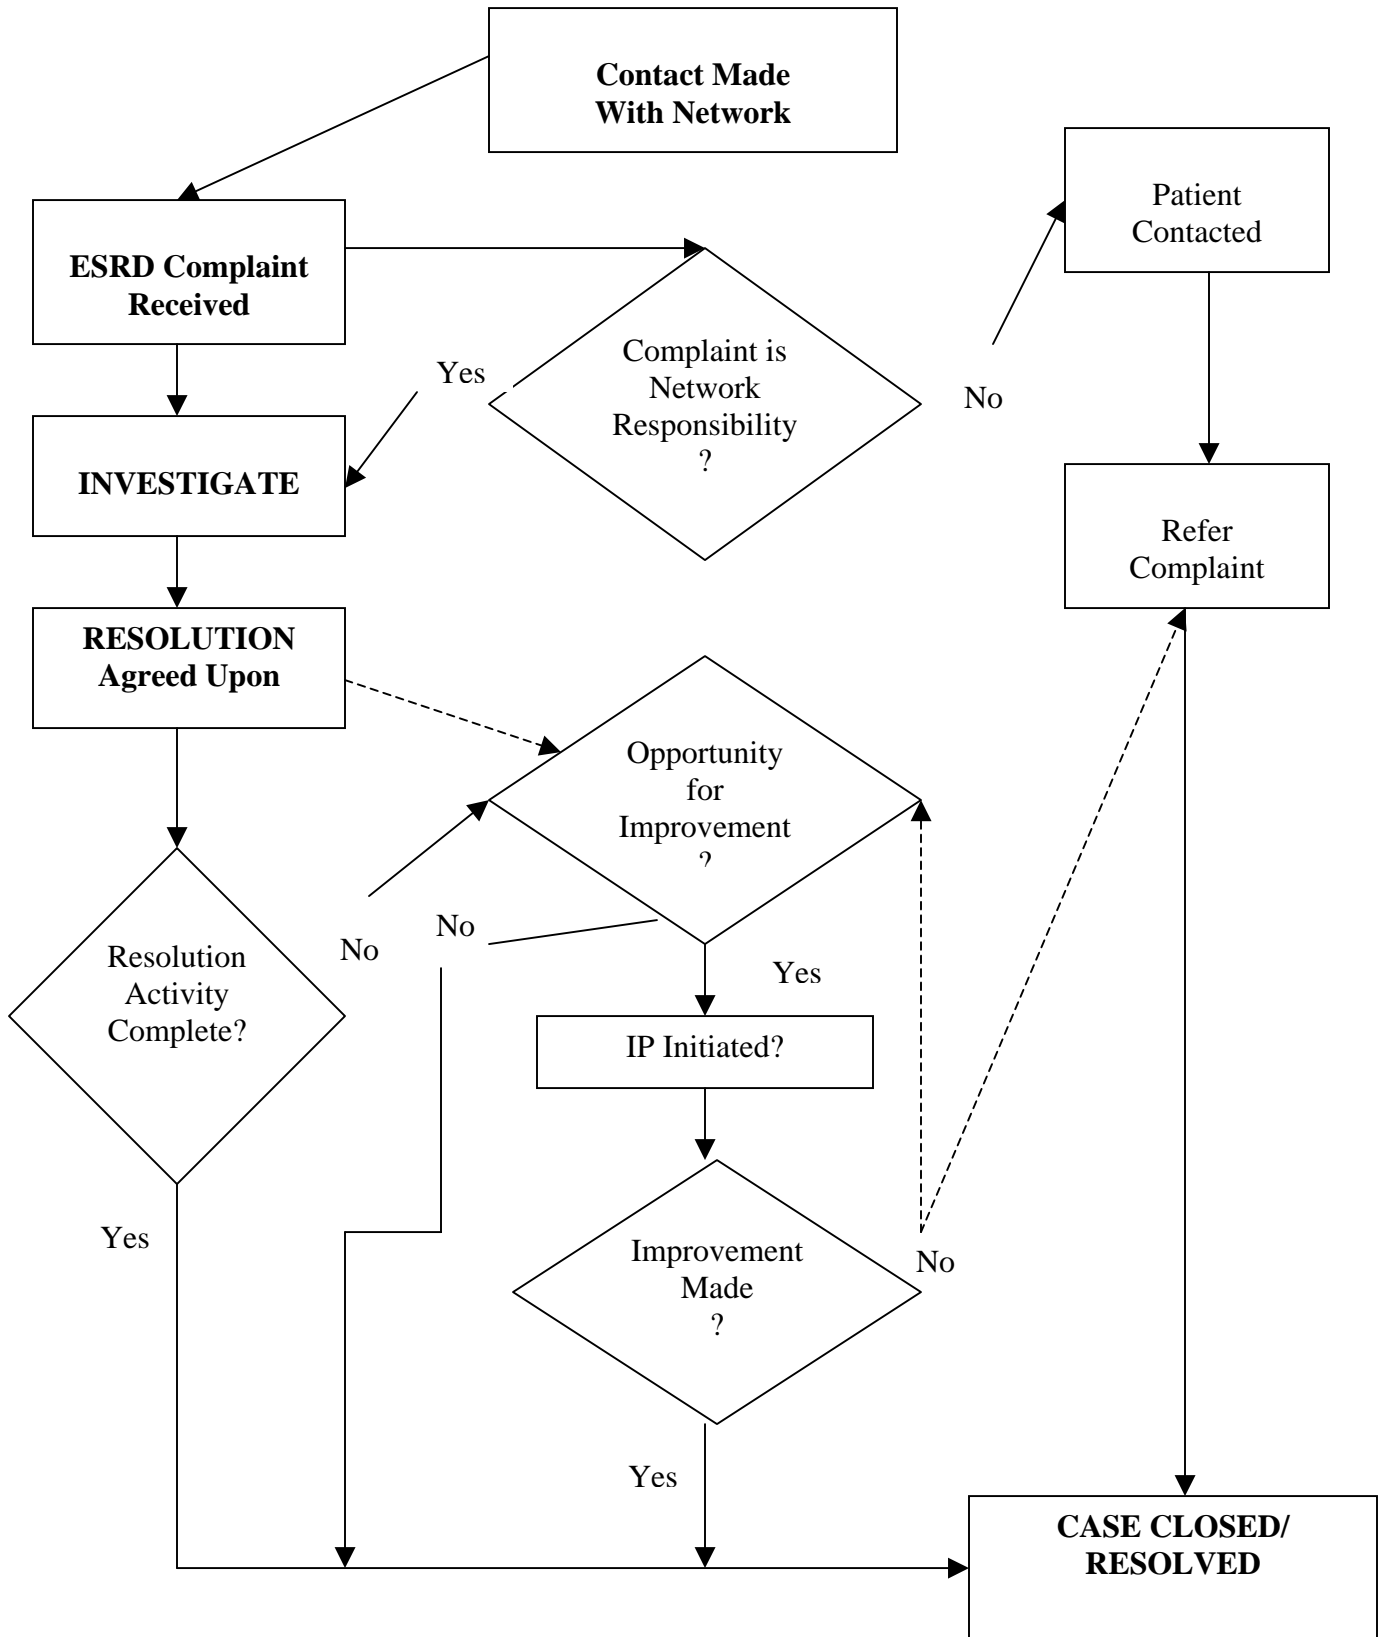 Contact Made
With Network
Patient
Contacted
ESRD Complaint
Received
Complaint is
Network
Responsibility
?
Yes
No
INVESTIGATE
Refer
Complaint
RESOLUTION
Agreed Upon
Opportunity
for
Improvement
?
No
No
Yes
Resolution
Activity
Complete?
IP Initiated?
Yes
Improvement
Made
?
No
Yes
CASE CLOSED/
RESOLVED